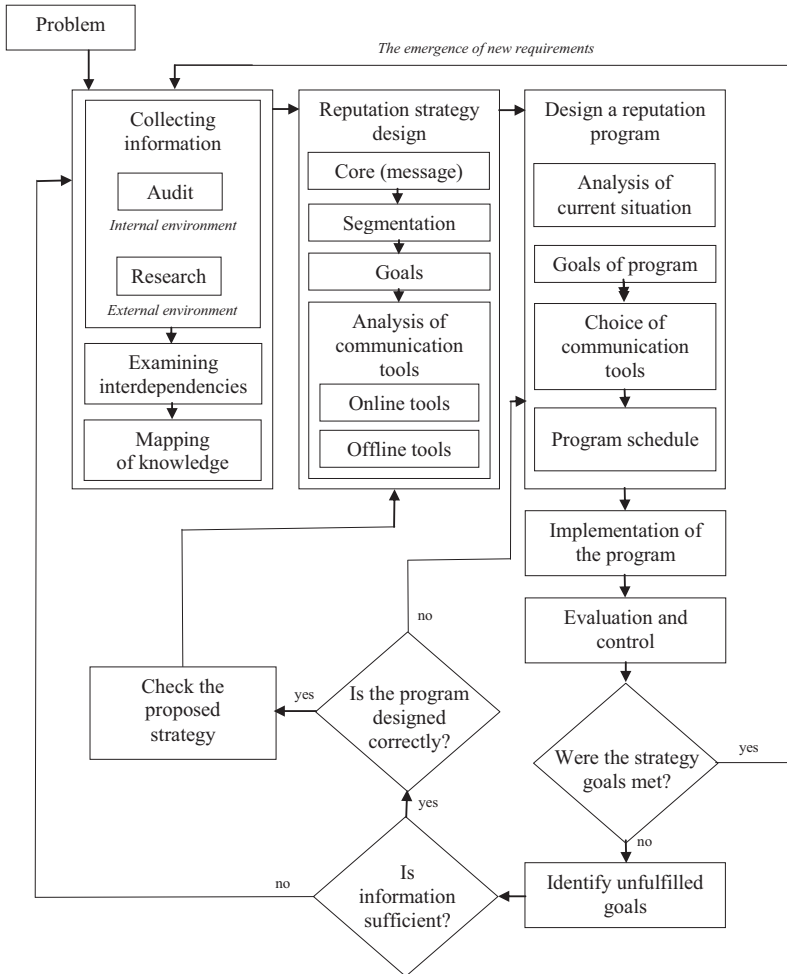 Problem
The emergence of new requirements
Collecting
information
Audit
Internal environment
Research
External environment
Examining
interdependencies
Mapping
of knowledge
Reputation strategy
design
Core (message)
Segmentation
Goals
Analysis of
communication
tools
Online tools
Offline tools
Design a reputation
program
Analysis of
current situation
Goals of program
Choice of
communication
tools
Program schedule
Implementation of
the program
Evaluation and
control
Were the strategy
goals met?
yes
no
Identify unfulfilled
goals
Is
information
sufficient?
no
yes
Is the program
designed
correctly?
no
yes
Check the
proposed
strategy